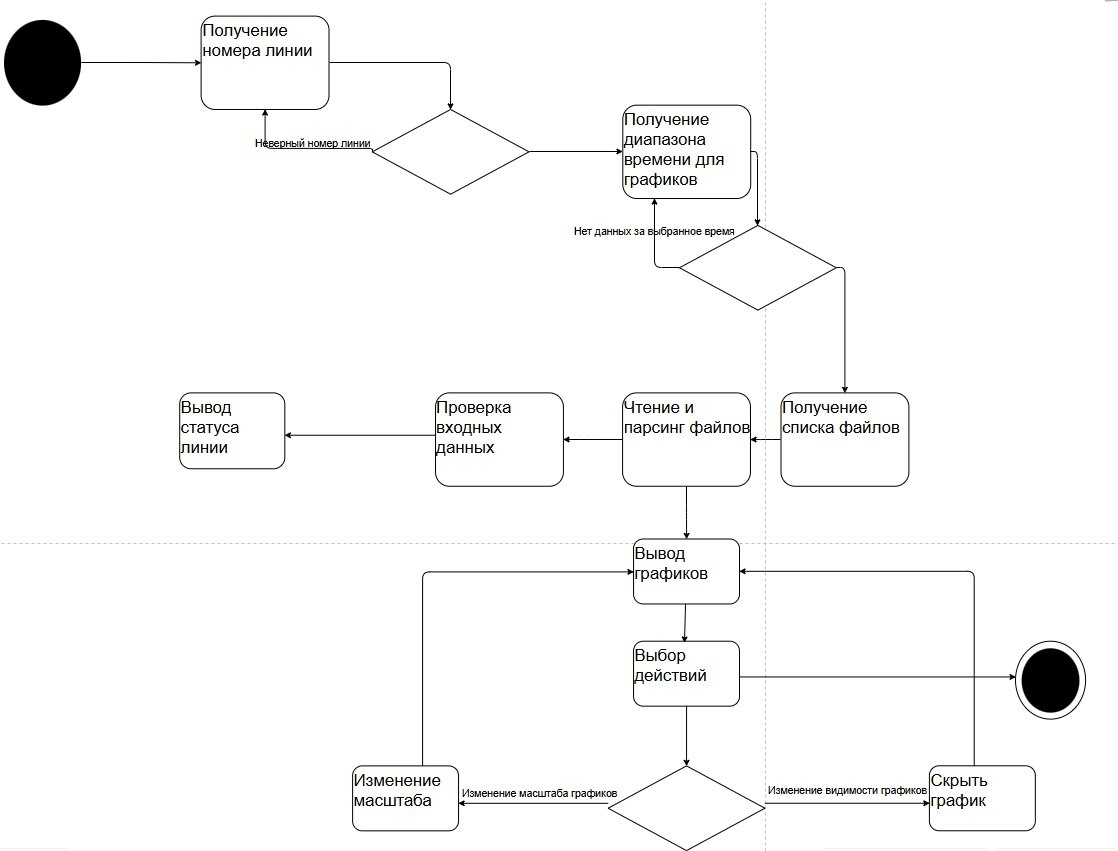 Получение
номера линии
Неверный номер линии
Получение
диапазона
времени для
графиков
Нет данных за выбранное время
Вывод
статуса
линии
Проверка
входных
данных
Чтение и
парсинг файлов
Получение
списка файлов
Вывод
графиков
Выбор
действий
Изменение
масштаба
Изменение масштаба графиков
Изменение видимости графиков
Скрыть
график